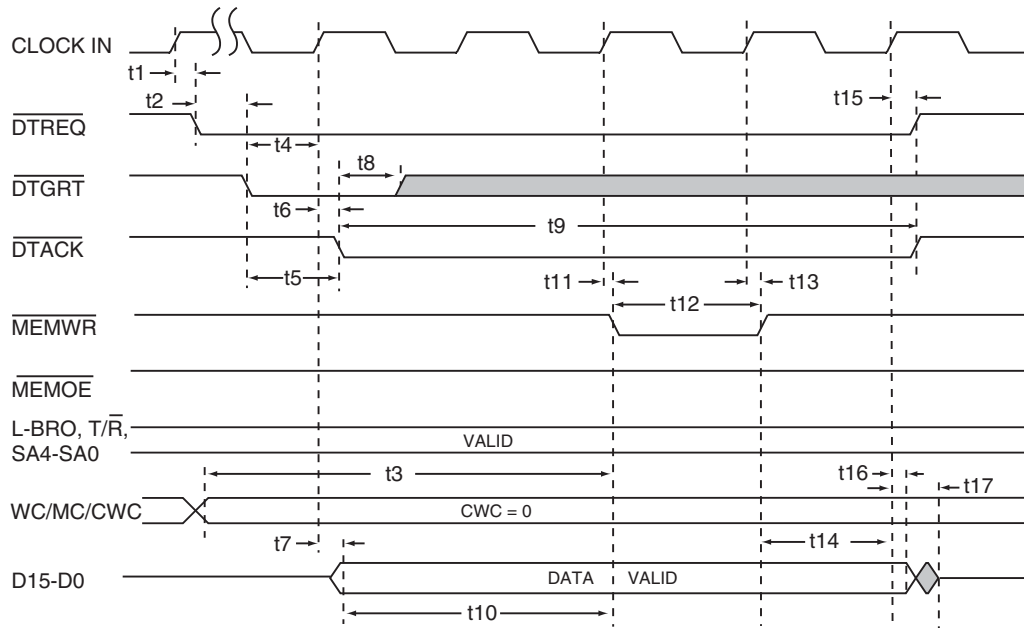 CLOCK IN
t1
t2
t15
DTREQ
t4
t8
DTGRT
t6
t9
DTACK
t5
t11
t13
t12
MEMWR
MEMOE
L-BRO, T/R̅,
VALID
SA4-SA0
t3
t16
t17
WC/MC/CWC
CWC = 0
t7
t14
D15-D0
DATA VALID
t10